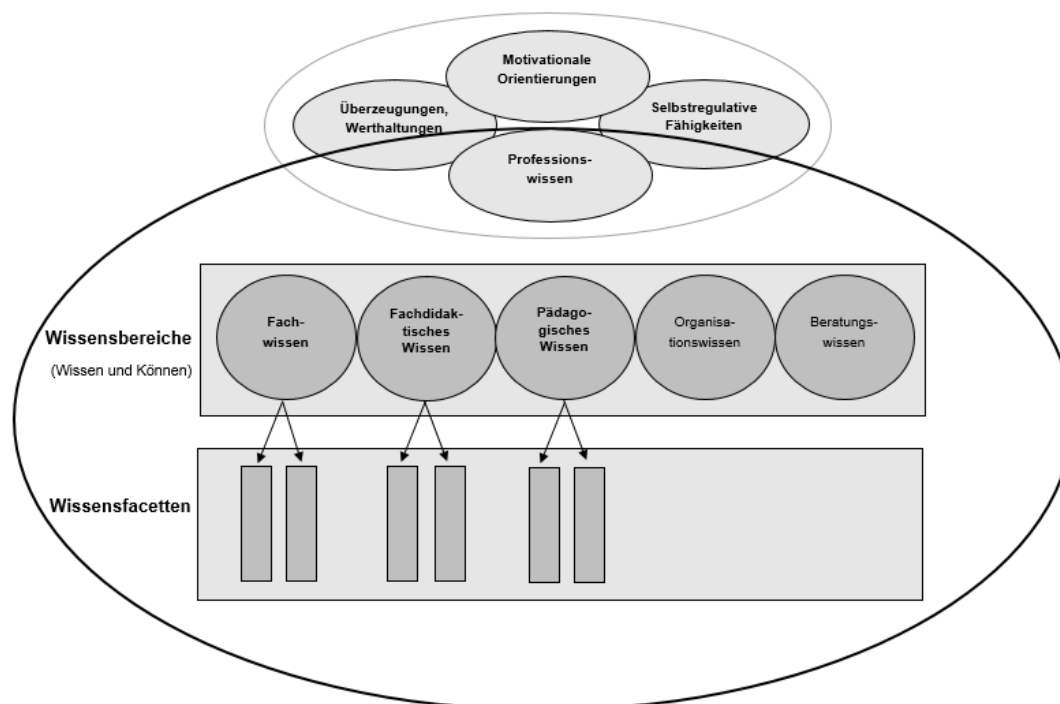 Motivationale
Orientierungen
Überzeugungen,
Werthaltungen
Selbstregulative
Fähigkeiten
Professions-
wissen
Wissensbereiche
(Wissen und Können)
Fach-
wissen
Fachdidak-
tisches
Wissen
Pädago-
gisches
Wissen
Organisa-
tionswissen
Beratungs-
wissen
Wissensfacetten